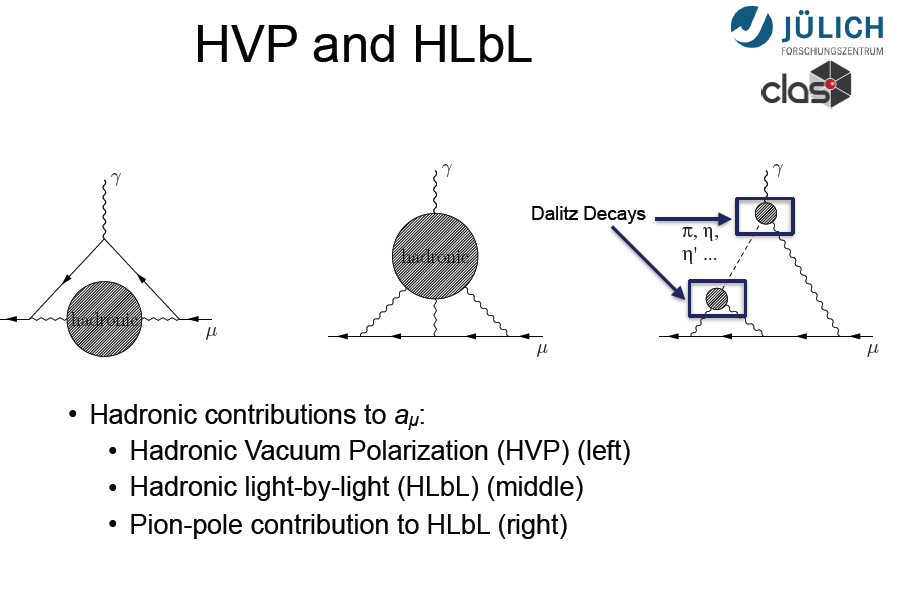 HVP and HLbL
JÜLICH
FORSCHUNGSZENTRUM
clas
γ
hadronic
μ
γ
hadronic
μ
γ
Dalitz Decays
π, η,
η' ...
μ
• Hadronic contributions to aμ:
• Hadronic Vacuum Polarization (HVP) (left)
• Hadronic light-by-light (HLbL) (middle)
• Pion-pole contribution to HLbL (right)